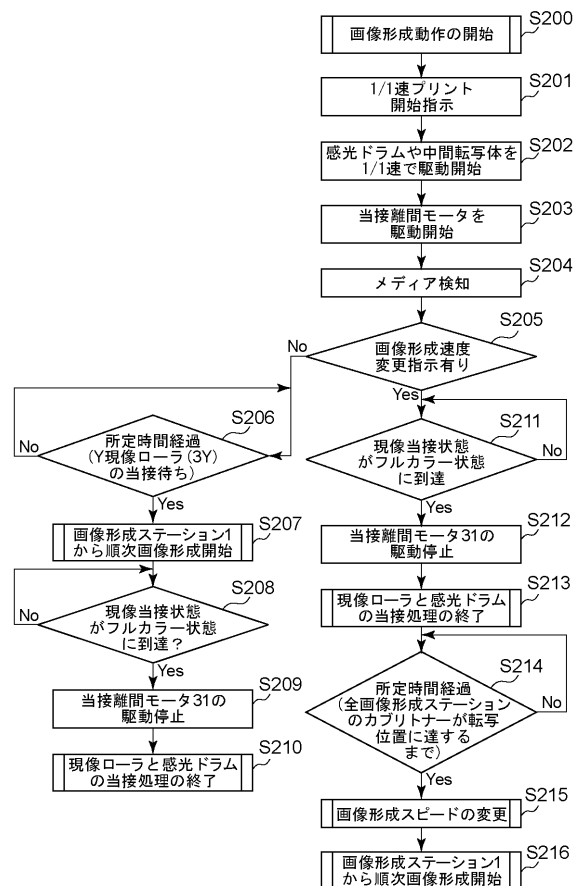 S200
画像形成動作の開始
S201
1/1速プリント
開始指示
S202
感光ドラムや中間転写体を
1/1速で駆動開始
S203
当接離間モータを
駆動開始
S204
メディア検知
S205
画像形成速度
変更指示有り
No
Yes
S206
所定時間経過
(Y現像ローラ(3Y)
の当接待ち)
No
Yes
S207
画像形成ステーション1
から順次画像形成開始
S208
現像当接状態
がフルカラー状態
に到達?
No
Yes
S209
当接離間モータ31の
駆動停止
S210
現像ローラと感光ドラム
の当接処理の終了
S211
現像当接状態
がフルカラー状態
に到達
No
Yes
S212
当接離間モータ31の
駆動停止
S213
現像ローラと感光ドラム
の当接処理の終了
S214
所定時間経過
(全画像形成ステーション
のカブリトナーが転写
位置に達する
まで)
No
Yes
S215
画像形成スピードの変更
S216
画像形成ステーション1
から順次画像形成開始